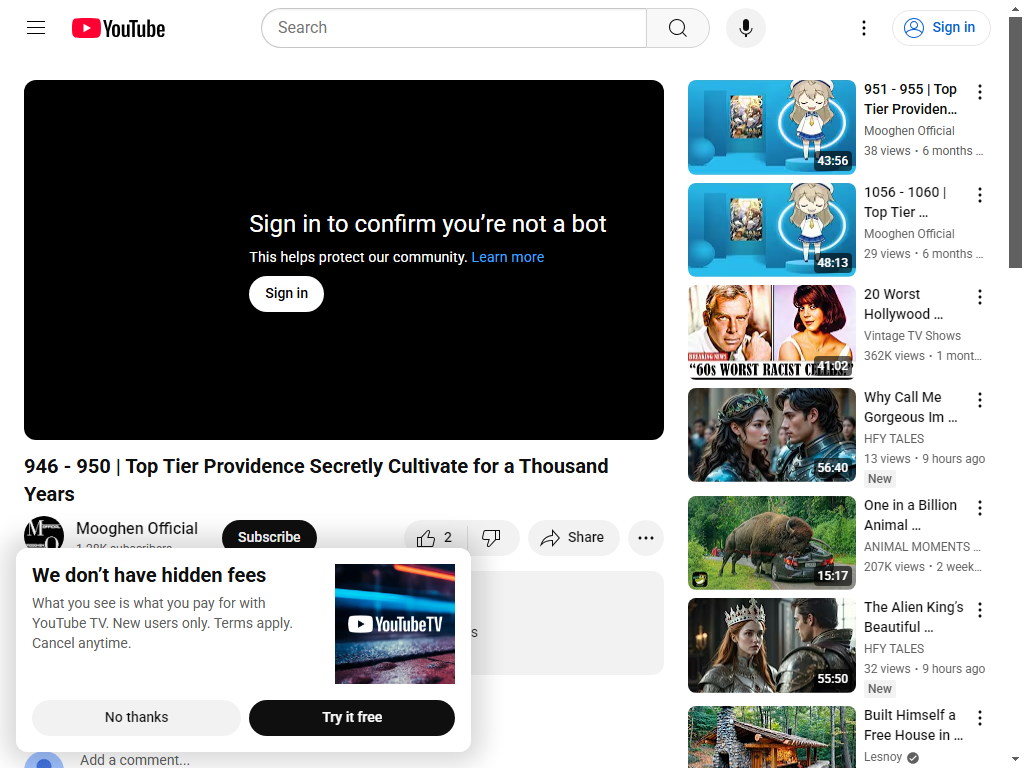 YouTube
Search
Sign in
Sign in to confirm you’re not a bot
This helps protect our community. Learn more
Sign in
946 - 950 | Top Tier Providence Secretly Cultivate for a Thousand
Years
Mooghen Official
Subscribe
2
Share
We don’t have hidden fees
What you see is what you pay for with
YouTube TV. New users only. Terms apply.
Cancel anytime.
YouTubeTV
No thanks
Try it free
Add a comment...
43:56
951 - 955 | Top
Tier Providen…
Mooghen Official
38 views • 6 months …
48:13
1056 - 1060 |
Top Tier …
Mooghen Official
29 views • 6 months …
BREAKING NEWS
“60s WORST RACIST CELEBS.”
41:02
20 Worst
Hollywood …
Vintage TV Shows
362K views • 1 mont…
56:40
Why Call Me
Gorgeous Im …
HFY TALES
13 views • 9 hours ago
New
15:17
One in a Billion
Animal …
ANIMAL MOMENTS …
207K views • 2 week…
55:50
The Alien King's
Beautiful …
HFY TALES
32 views • 9 hours ago
New
Built Himself a
Free House in …
Lesnoy